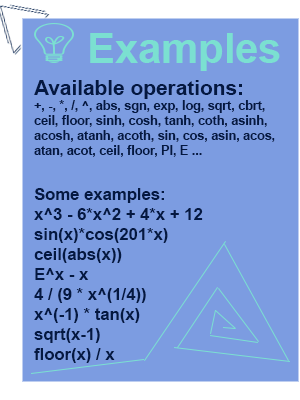 Examples
Available operations:
+, -, *, /, ^, abs, sgn, exp, log, sqrt, cbrt,
ceil, floor, sinh, cosh, tanh, coth, asinh,
acosh, atanh, acoth, sin, cos, asin, acos,
atan, acot, ceil, floor, PI, E ...
Some examples:
x^3 - 6*x^2 + 4*x + 12
sin(x)*cos(201*x)
ceil(abs(x))
E^x - x
4 / (9 * x^(1/4))
x^(-1) * tan(x)
sqrt(x-1)
floor(x) / x